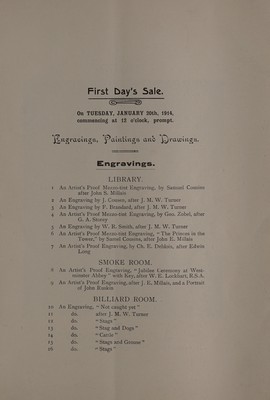 First Day's Sale.
On TUESDAY, JANUARY 20th, 1914,
commencing at 12 o'clock, prompt.
Engravings, Paintings and Drawings.
Engravings.
LIBRARY.
1 An Artist's Proof Mezzo-tint Engraving, by Samuel Cousins
after John S. Millais
2 An Engraving by J. Cousen, after J. M. W. Turner
3 An Engraving by F. Brandard, after J. M. W. Turner
4 An Artist's Proof Mezzo-tint Engraving, by Geo. Zobel, after
G. A. Storey
5 An Engraving by W. R. Smith, after J. M. W. Turner
6 An Artist's Proof Mezzo-tint Engraving, "The Princes in the
Tower," by Samuel Cousins, after John E. Millais
7 An Artist's Proof Engraving, by Ch. E. Deblois, after Edwin
Long
SMOKE ROOM.
8 An Artist's Proof Engraving, "Jubilee Ceremony at West-
minster Abbey" with Key, after W. E. Lockhart, R.S.A.
9 An Artist's Proof Engraving, after J. E. Millais, and a Portrait
of John Ruskin
BILLIARD ROOM.
10 An Engraving, "Not caught yet"
11 do. after J. M. W. Turner
12 do. "Stags"
13 do. "Stag and Dogs"
14 do. "Cattle"
15 do. "Stags and Grouse"
16 do. "Stags"